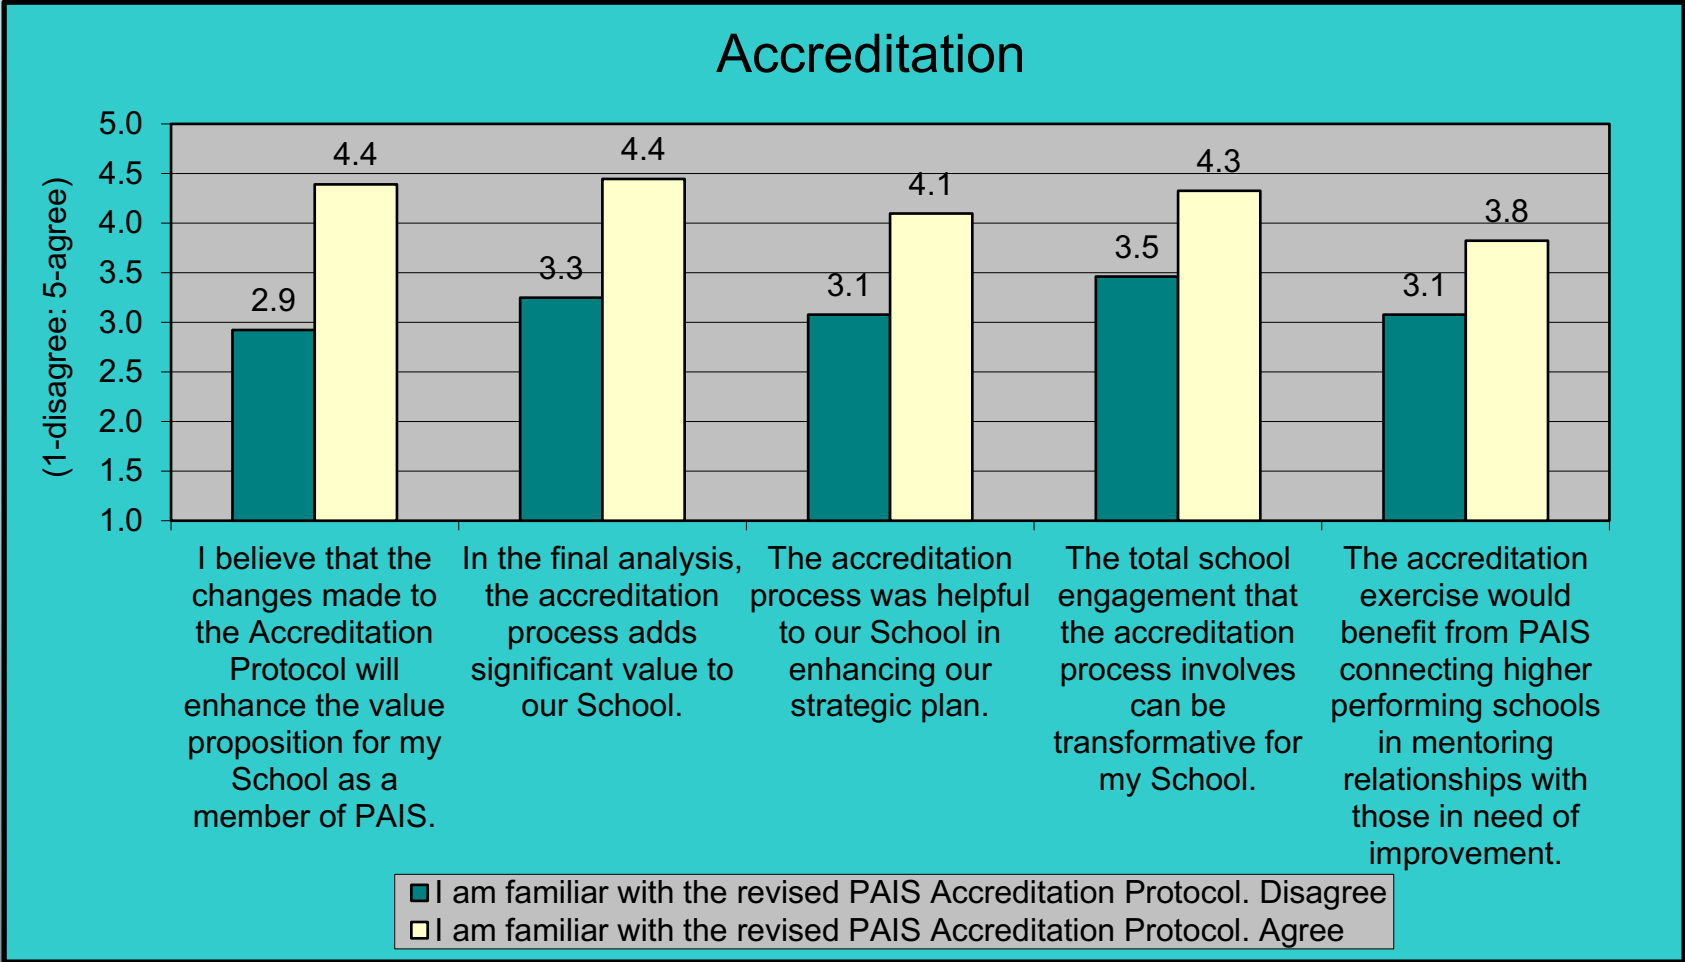 Accreditation
(1-disagree: 5-agree)
5.0
4.5
4.0
3.5
3.0
2.5
2.0
1.5
1.0
2.9
4.4
3.3
4.4
3.1
4.1
3.5
4.3
3.1
3.8
I believe that the
changes made to
the Accreditation
Protocol will
enhance the value
proposition for my
School as a
member of PAIS.
In the final analysis,
the accreditation
process adds
significant value to
our School.
The accreditation
process was helpful
to our School in
enhancing our
strategic plan.
The total school
engagement that
the accreditation
process involves
can be
transformative for
my School.
The accreditation
exercise would
benefit from PAIS
connecting higher
performing schools
in mentoring
relationships with
those in need of
improvement.
I am familiar with the revised PAIS Accreditation Protocol. Disagree
I am familiar with the revised PAIS Accreditation Protocol. Agree